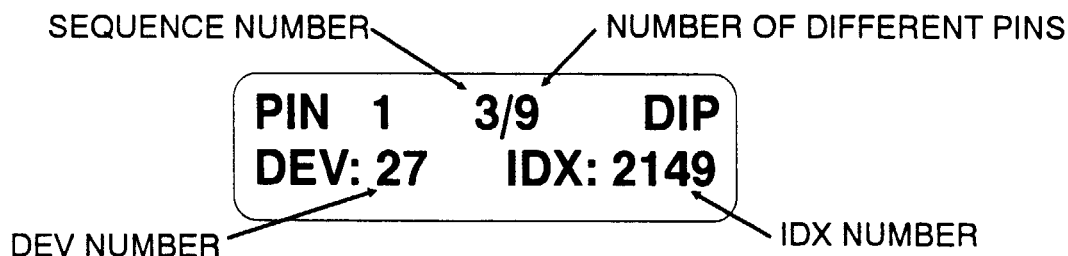 SEQUENCE NUMBER NUMBER OF DIFFERENT PINS
PIN 1 3/9 DIP
DEV: 27 IDX: 2149
DEV NUMBER IDX NUMBER